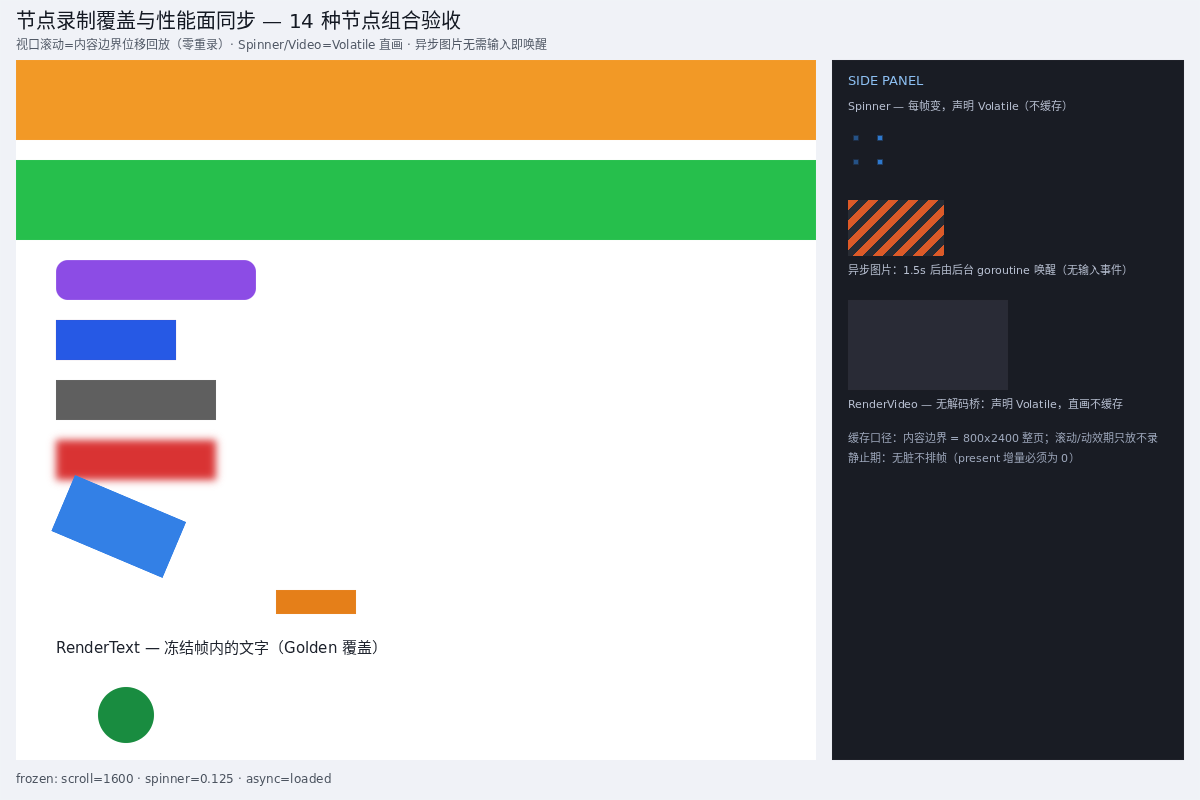 节点录制覆盖与性能面同步 — 14 种节点组合验收
视口滚动=内容边界位移回放（零重录）· Spinner/Video=Volatile 直画 · 异步图片无需输入即唤醒
SIDE PANEL
Spinner — 每帧变，声明 Volatile（不缓存）
异步图片：1.5s 后由后台 goroutine 唤醒（无输入事件）
RenderVideo — 无解码桥：声明 Volatile，直画不缓存
缓存口径：内容边界 = 800x2400 整页；滚动/动效期只放不录
静止期：无脏不排帧（present 增量必须为 0）
RenderText — 冻结帧内的文字（Golden 覆盖）
frozen: scroll=1600 · spinner=0.125 · async=loaded